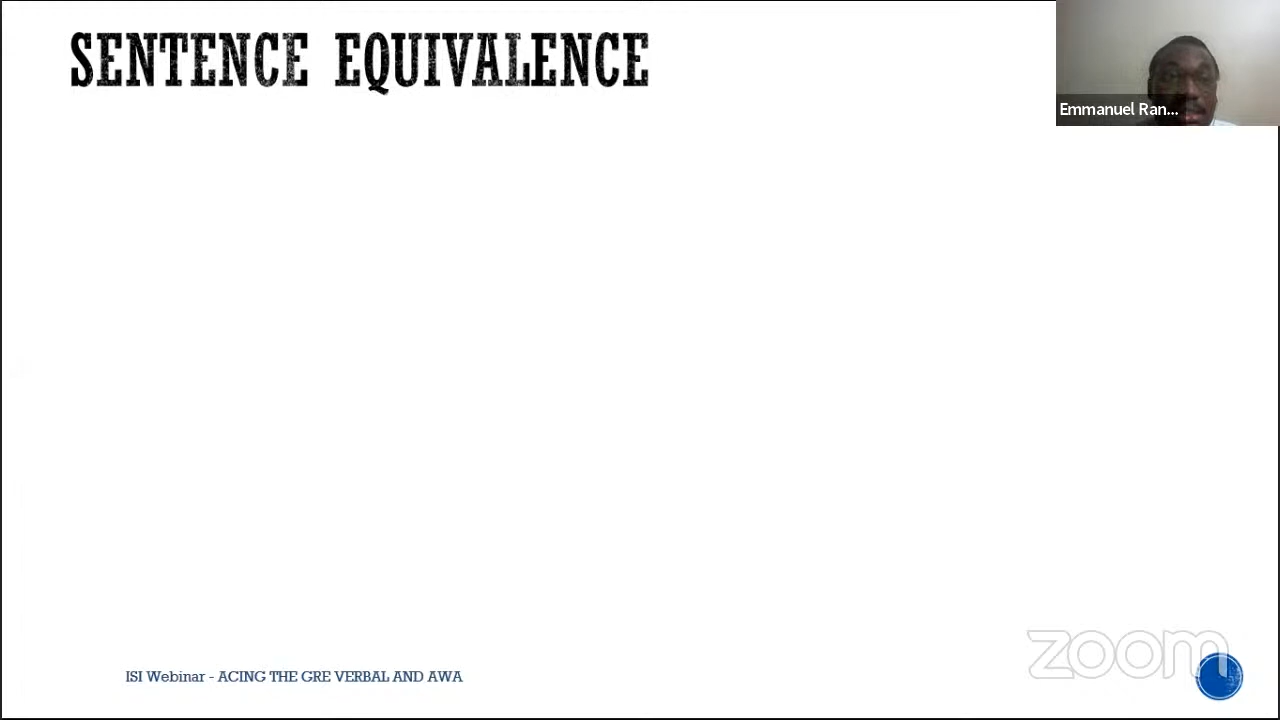 SENTENCE EQUIVALENCE
Emmanuel Ran...
ISI Webinar - ACING THE GRE VERBAL AND AWA
zoom